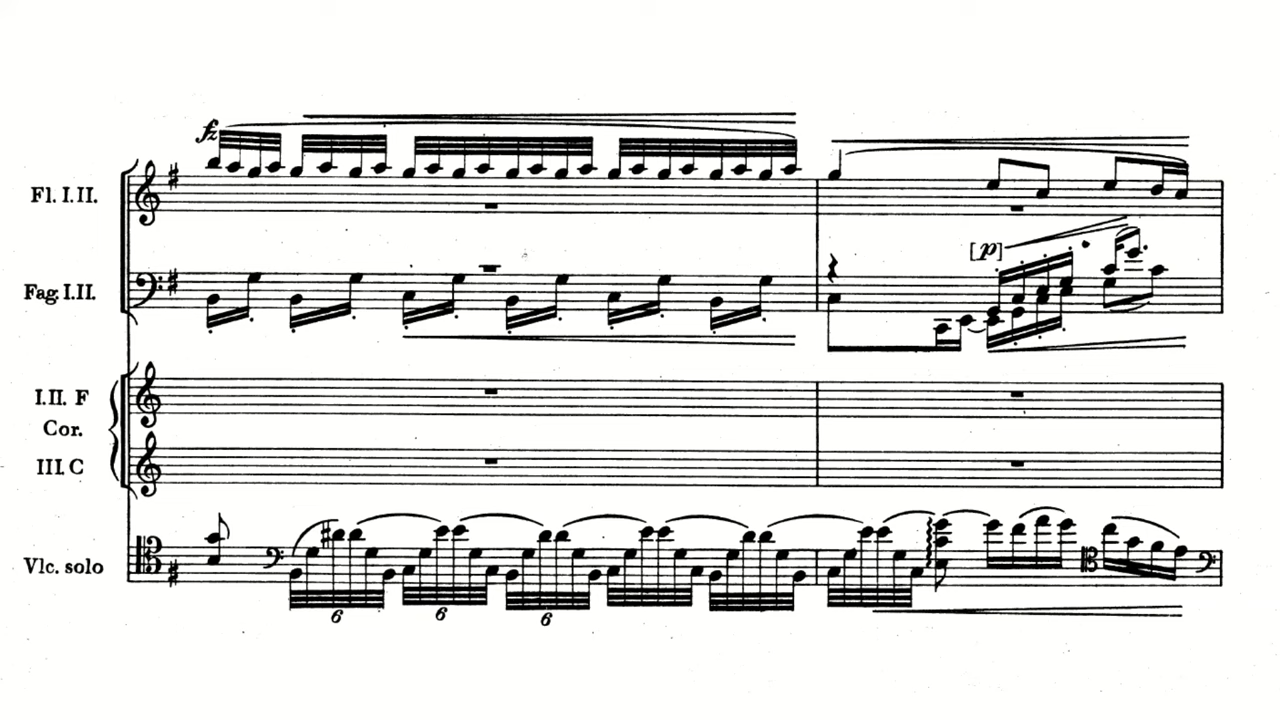 fz
Fl. I. II.
[p]
Fag. I.II.
I.II. F
Cor.
III. C
Vlc. solo
6 6 6